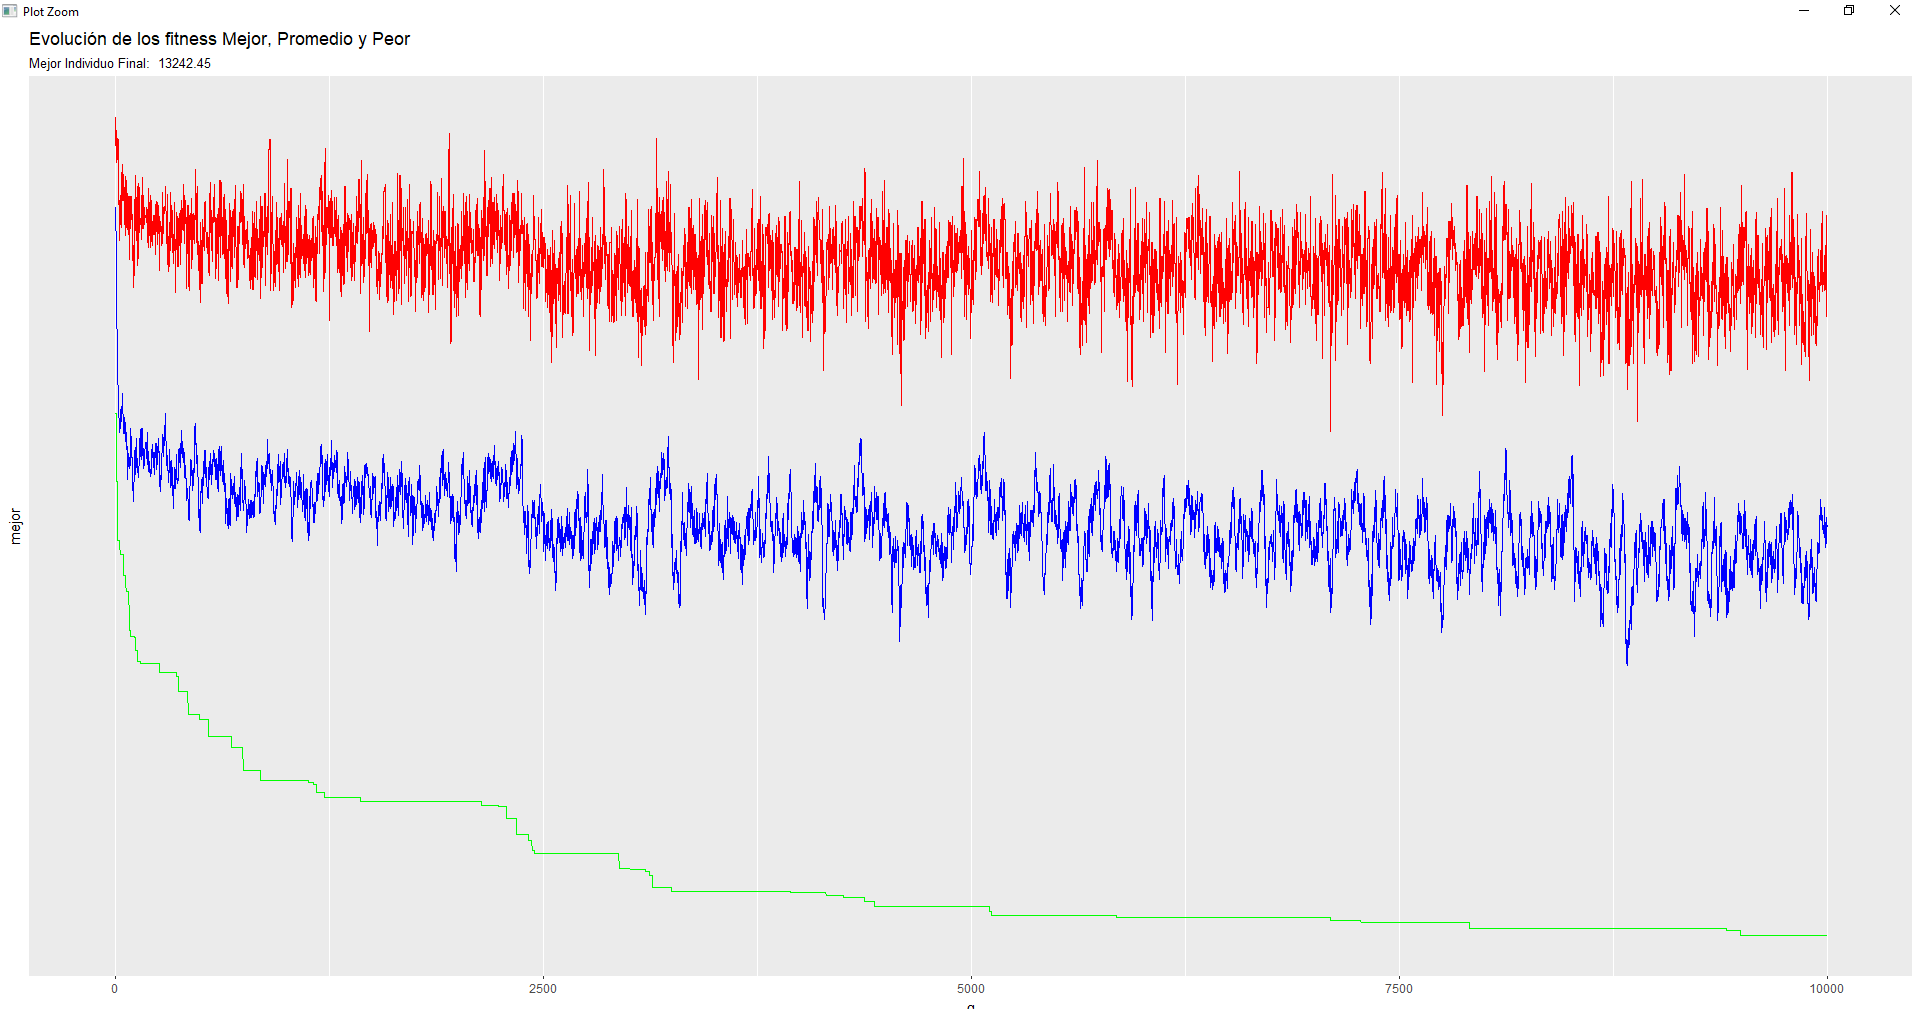 Plot Zoom
Evolución de los fitness Mejor, Promedio y Peor
Mejor Individuo Final: 13242.45
mejor
0 2500 5000 7500 10000